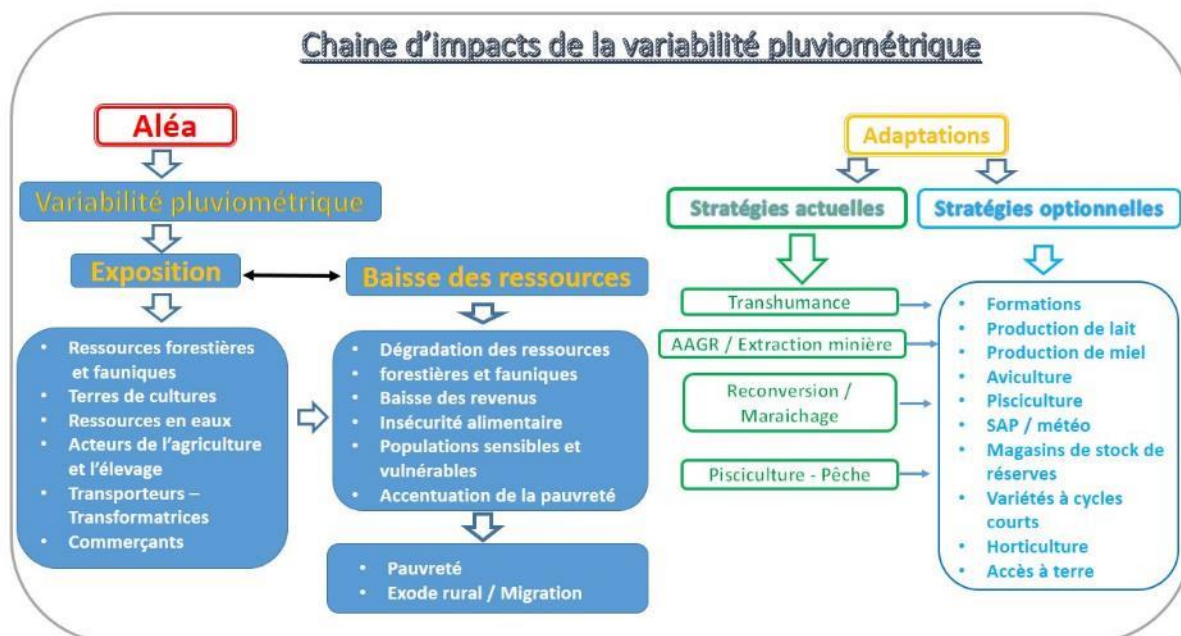 Chaine d'impacts de la variabilité pluviométrique
Aléa
Variabilité pluviométrique
Exposition
Baisse des ressources
• Ressources forestières
et fauniques
• Terres de cultures
• Ressources en eaux
• Acteurs de l'agriculture
et l'élevage
• Transporteurs –
Transformatrices
• Commerçants
• Dégradation des ressources
• forestières et fauniques
• Baisse des revenus
• Insécurité alimentaire
• Populations sensibles et
vulnérables
• Accentuation de la pauvreté
• Pauvreté
• Exode rural / Migration
Adaptations
Stratégies actuelles
Stratégies optionnelles
Transhumance
AAGR / Extraction minière
Reconversion /
Maraichage
Pisciculture - Pêche
• Formations
• Production de lait
• Production de miel
• Aviculture
• Pisciculture
• SAP / météo
• Magasins de stock de
réserves
• Variétés à cycles
courts
• Horticulture
• Accès à terre